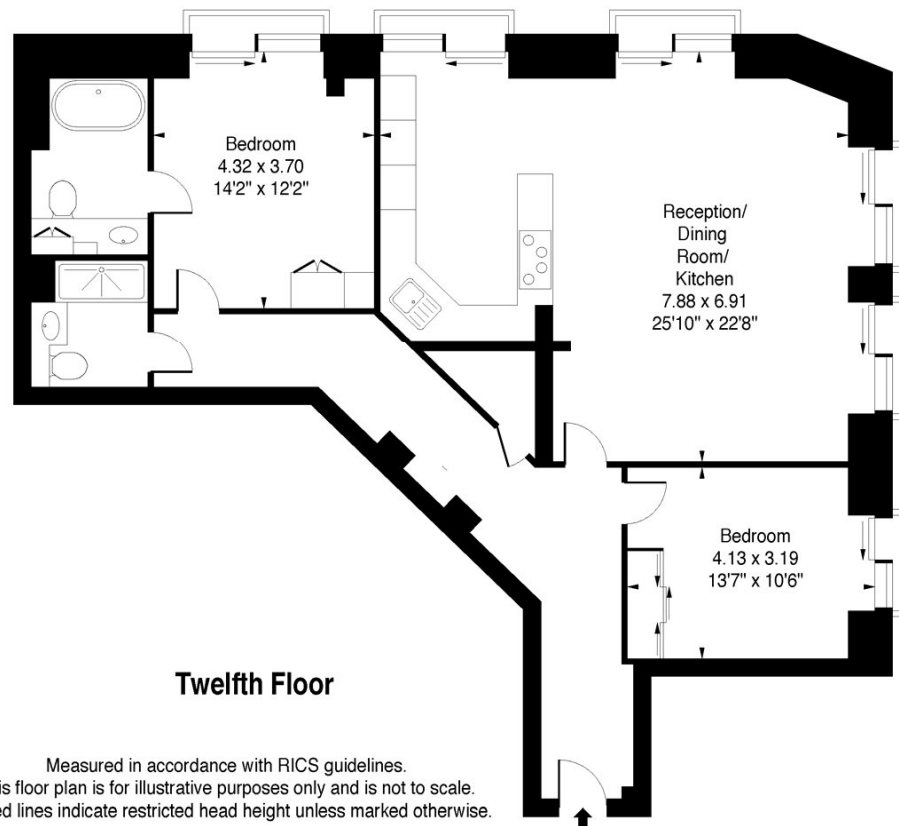 Bedroom
4.32 x 3.70
14'2" x 12'2"
Reception/
Dining
Room/
Kitchen
7.88 x 6.91
25'10" x 22'8"
Bedroom
4.13 x 3.19
13'7" x 10'6"
Twelfth Floor
Measured in accordance with RICS guidelines.
is floor plan is for illustrative purposes only and is not to scale.
ed lines indicate restricted head height unless marked otherwise.